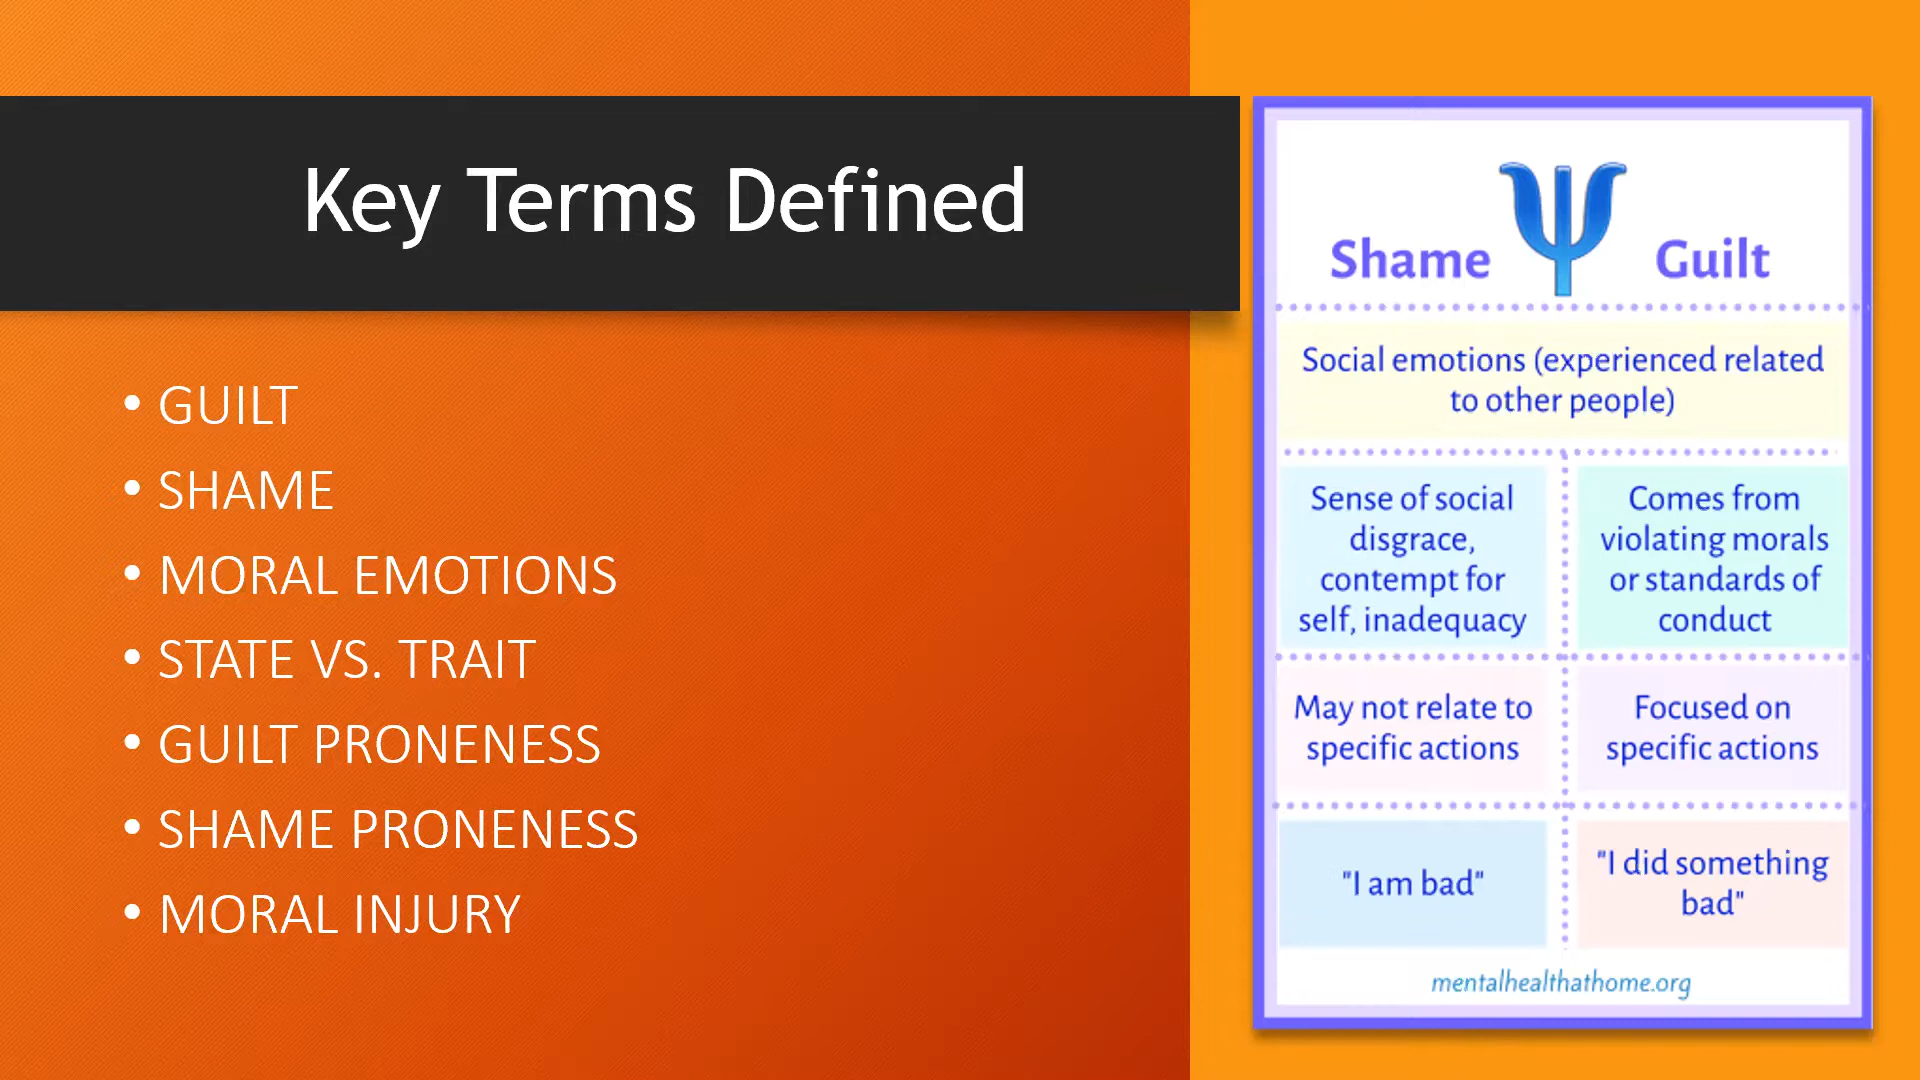 Key Terms Defined
• GUILT
• SHAME
• MORAL EMOTIONS
• STATE VS. TRAIT
• GUILT PRONENESS
• SHAME PRONENESS
• MORAL INJURY
Shame Ψ Guilt
Social emotions (experienced related
to other people)
Sense of social
disgrace,
contempt for
self, inadequacy
Comes from
violating morals
or standards of
conduct
May not relate to
specific actions
Focused on
specific actions
"I am bad"
"I did something
bad"
mentalhealthathome.org